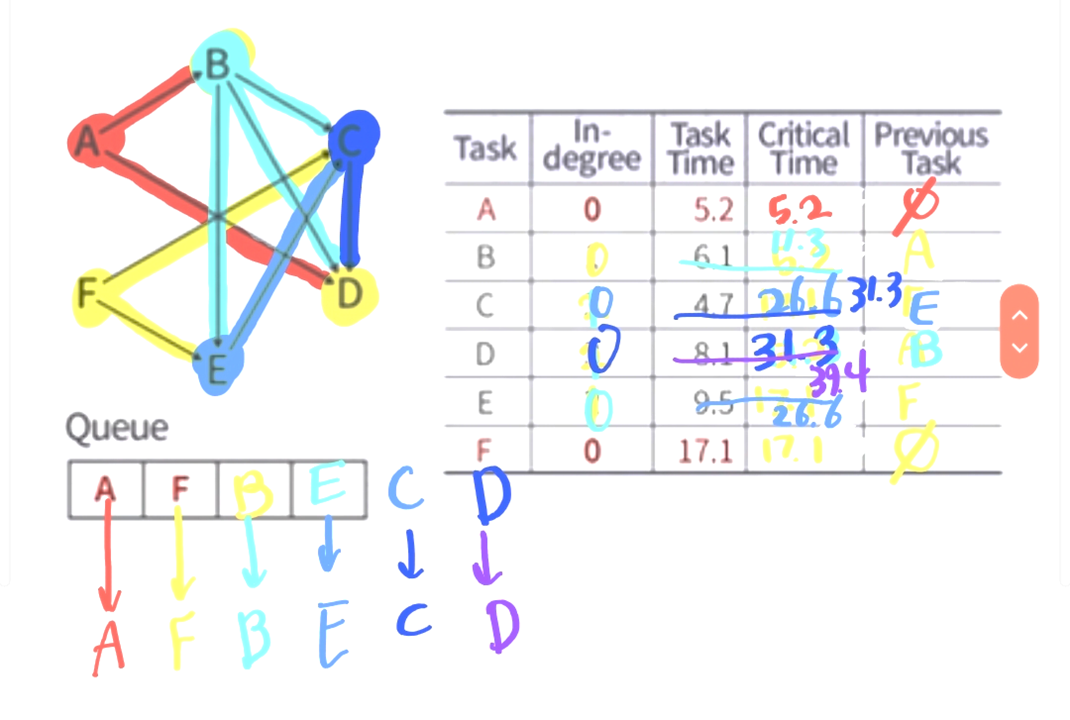 B
A
C
F
D
E
Task In-degree Task Time Critical Time Previous Task
A 0 5.2 5.2 ∅
B 0 6.1 11.3 A
C 0 4.7 26.6 31.3 E
D 0 8.1 31.3 39.4 B
E 0 9.5 26.6 F
F 0 17.1 17.1 ∅
Queue
A F B E C D
A F B E C D